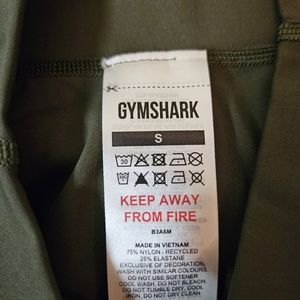 GYMSHARK
S
30
KEEP AWAY
FROM FIRE
B3A6M
MADE IN VIETNAM
75% NYLON - RECYCLED
25% ELASTANE
EXCLUSIVE OF DECORATION
WASH WITH SIMILAR COLOURS.
DO NOT USE SOFTENER
COOL WASH, DO NOT BLEACH,
DO NOT TUMBLE DRY, COOL
IRON, DO NOT DRY CLEAN